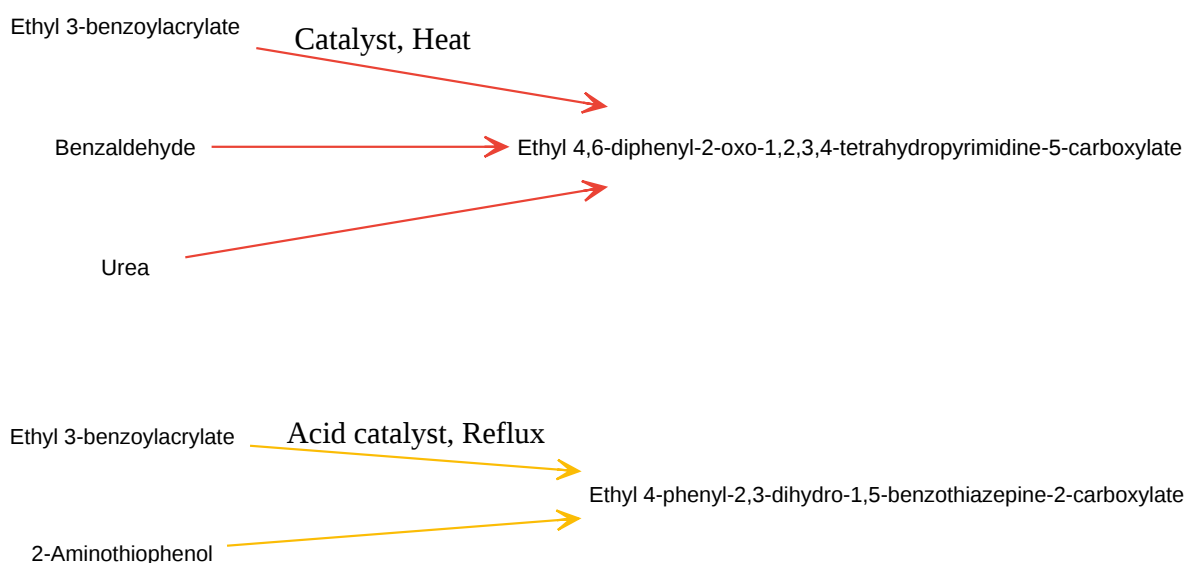 Ethyl 3-benzoylacrylate
Catalyst, Heat
Benzaldehyde
Ethyl 4,6-diphenyl-2-oxo-1,2,3,4-tetrahydropyrimidine-5-carboxylate
Urea
Ethyl 3-benzoylacrylate
Acid catalyst, Reflux
Ethyl 4-phenyl-2,3-dihydro-1,5-benzothiazepine-2-carboxylate
2-Aminothiophenol